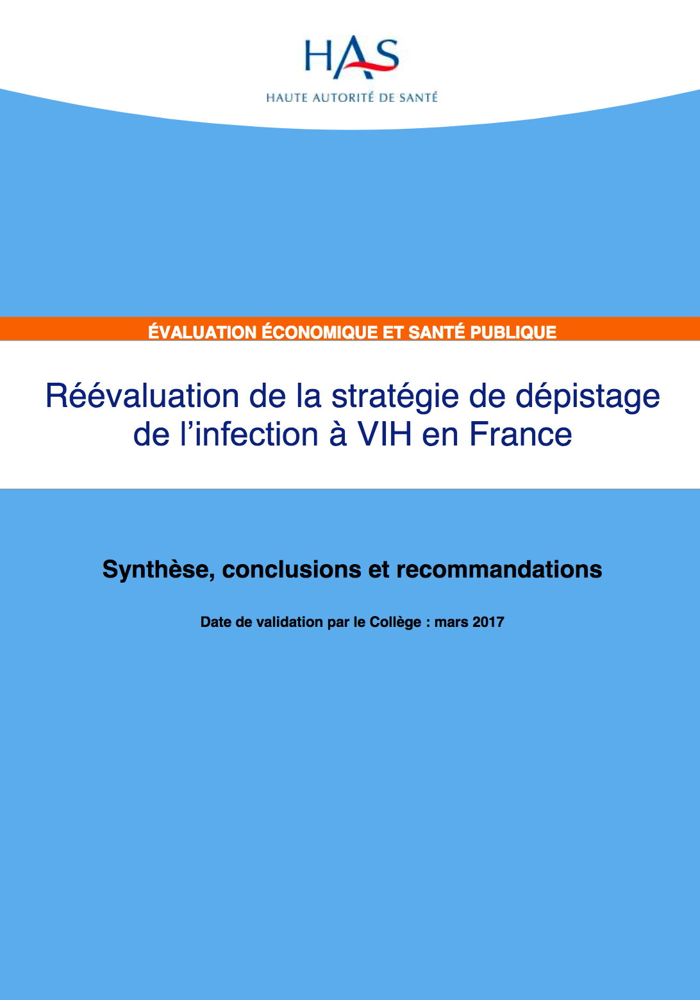 HAS
HAUTE AUTORITÉ DE SANTÉ
ÉVALUATION ÉCONOMIQUE ET SANTÉ PUBLIQUE
Réévaluation de la stratégie de dépistage
de l’infection à VIH en France
Synthèse, conclusions et recommandations
Date de validation par le Collège : mars 2017